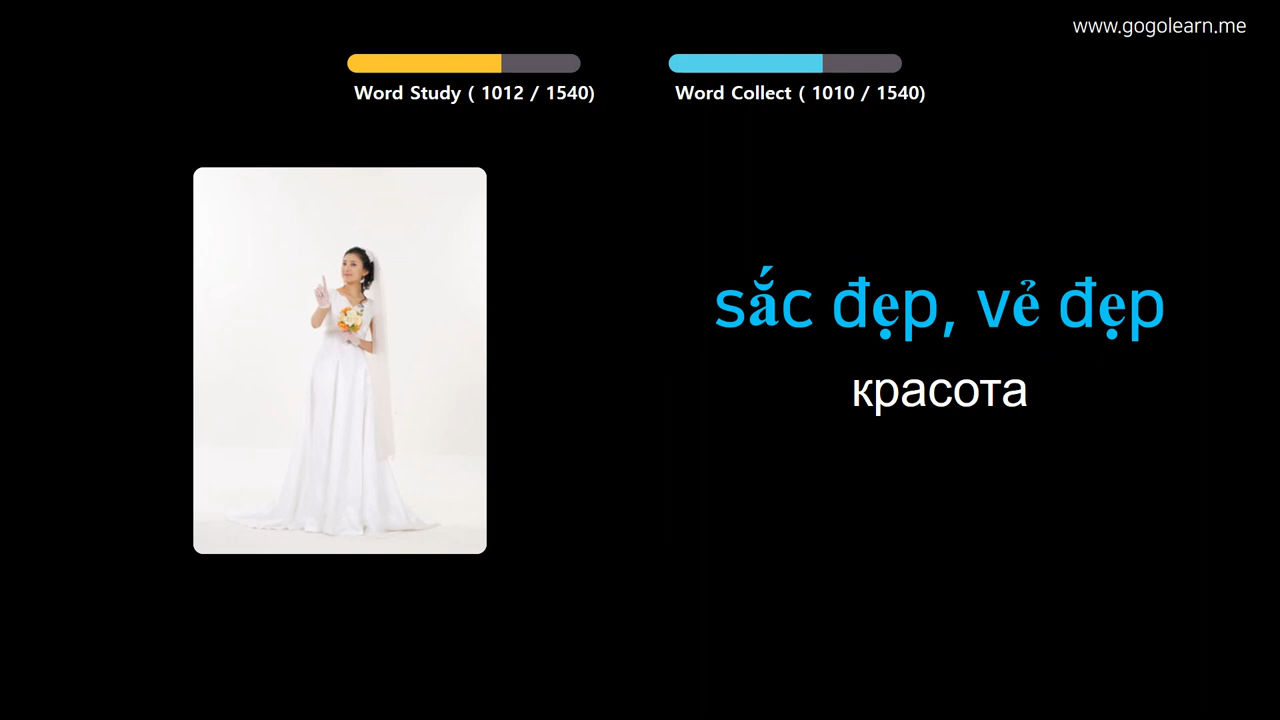 www.gogolearn.me
Word Study ( 1012 / 1540)
Word Collect ( 1010 / 1540)
sắc đẹp, vẻ đẹp
красота